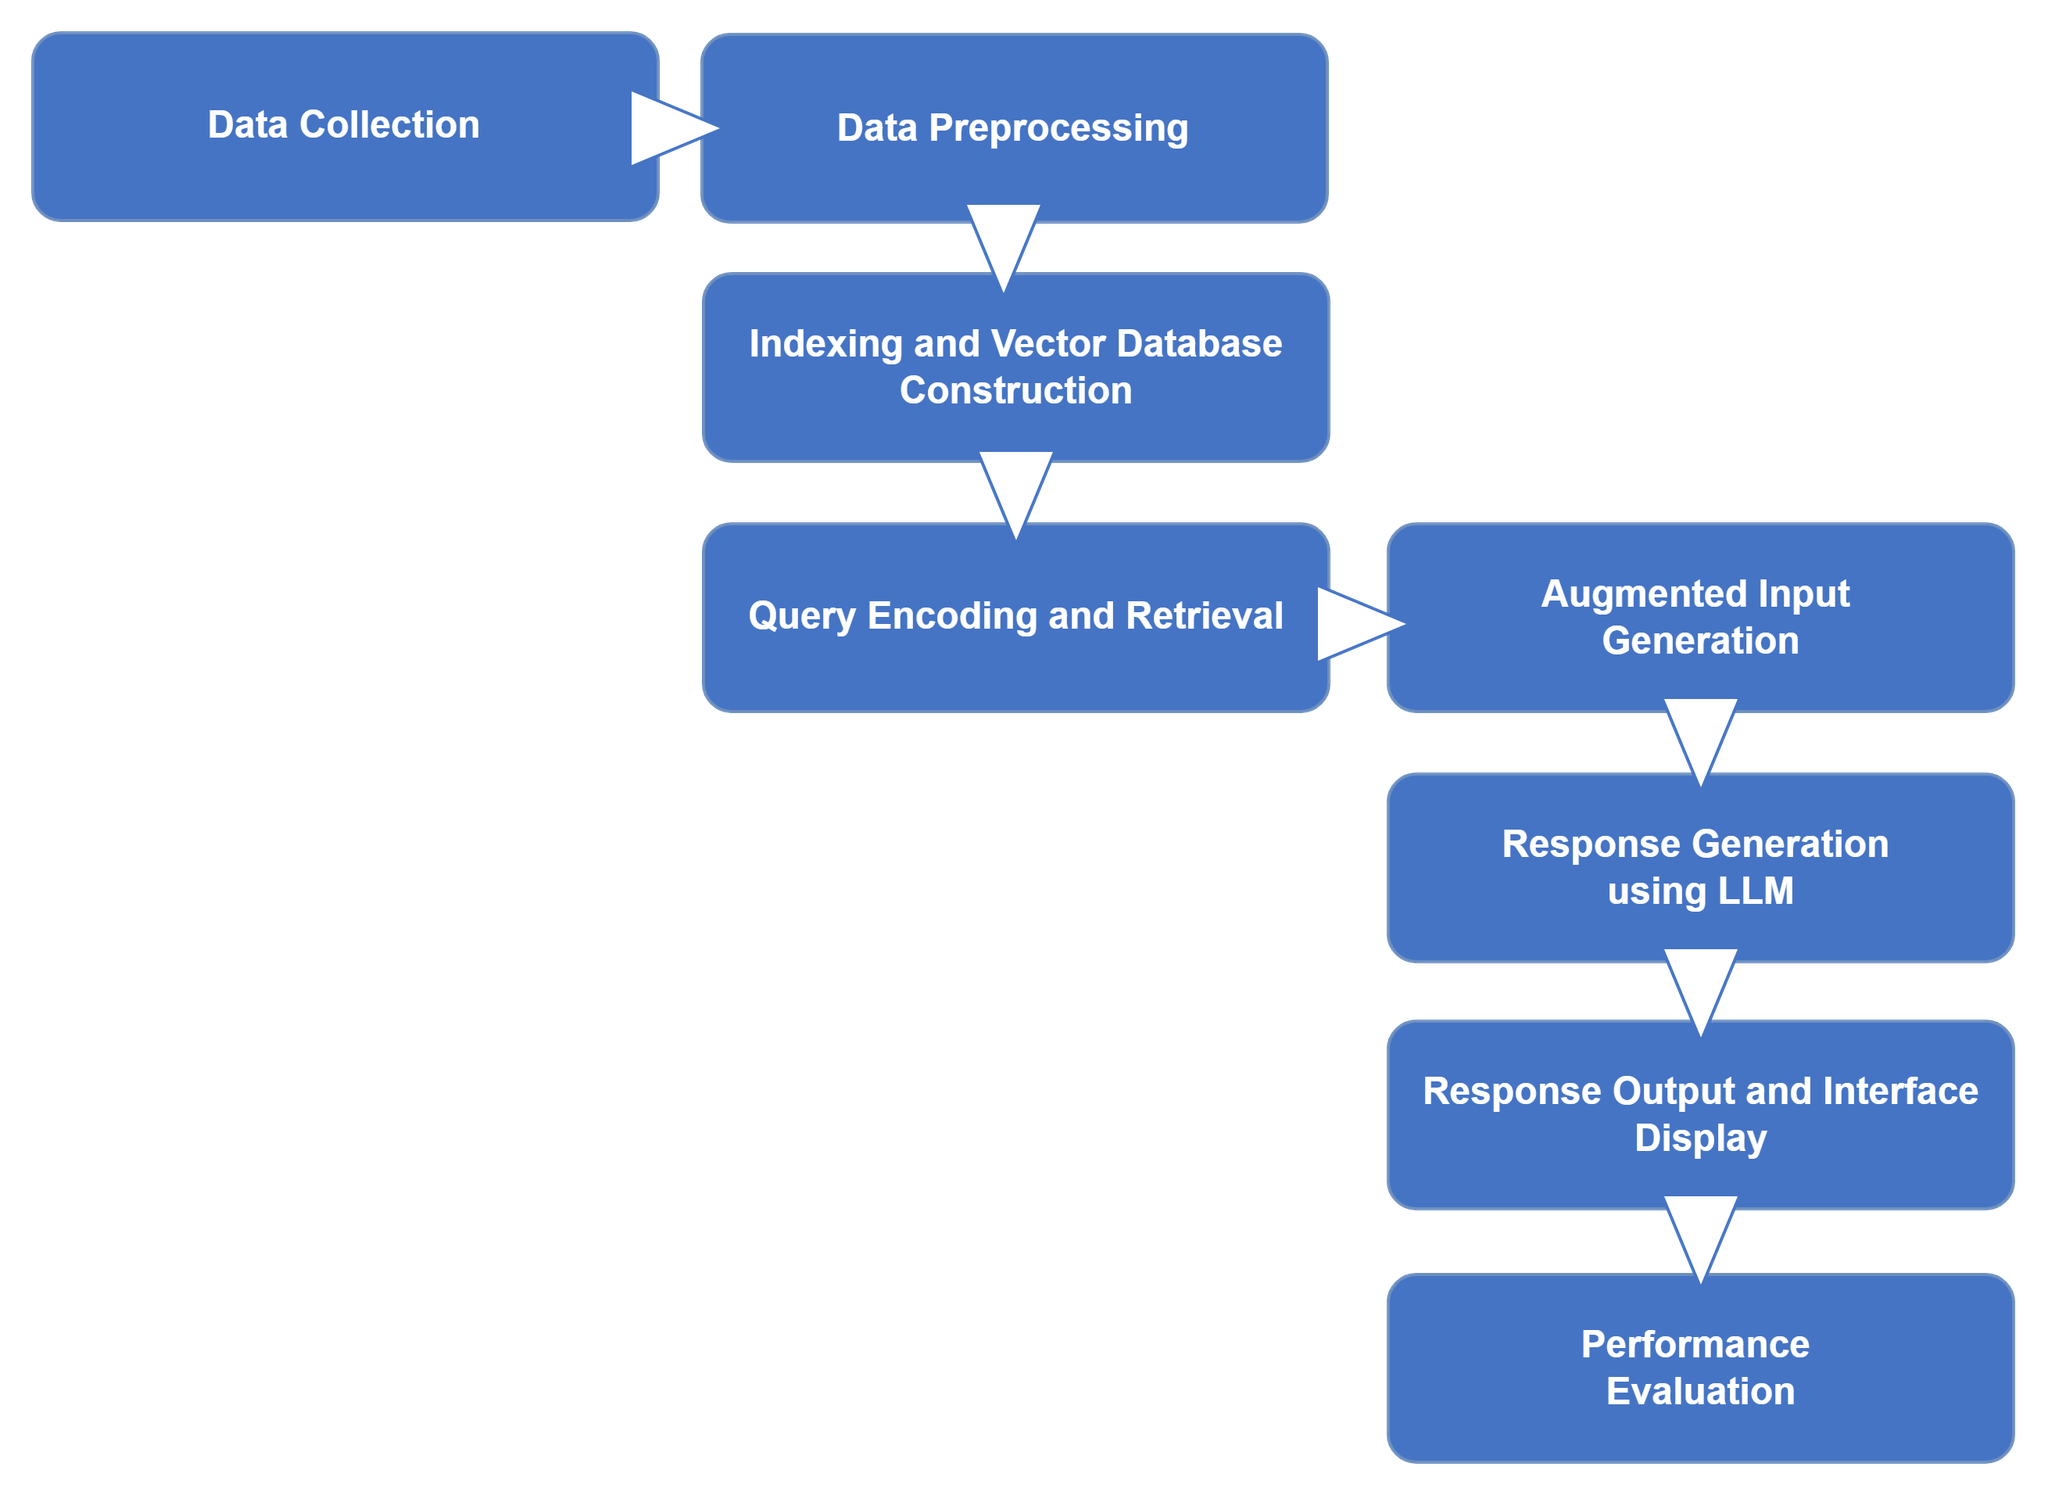 Data Collection
Data Preprocessing
Indexing and Vector Database
Construction
Query Encoding and Retrieval
Augmented Input
Generation
Response Generation
using LLM
Response Output and Interface
Display
Performance
Evaluation